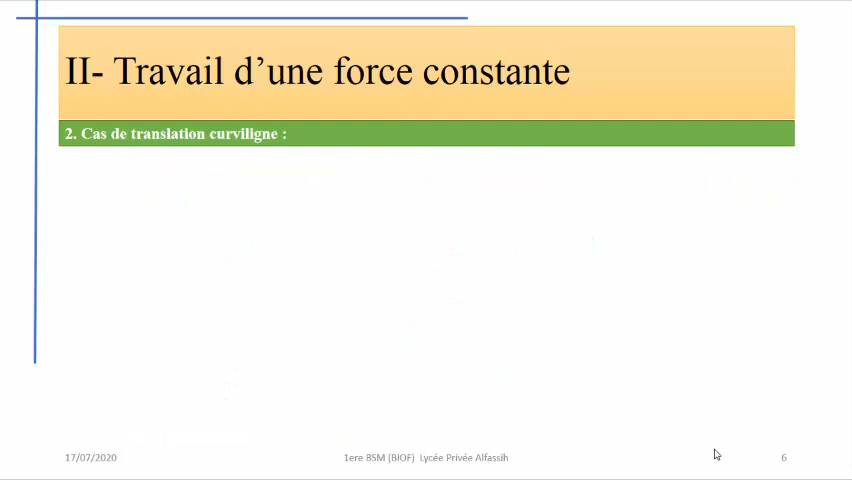 II- Travail d’une force constante
2. Cas de translation curviligne :
17/07/2020
1ere BSM (BIOF) Lycée Privée Alfassih
6